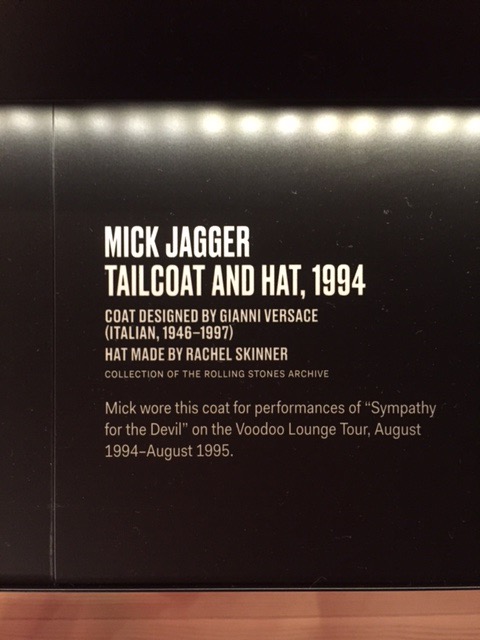 MICK JAGGER
TAILCOAT AND HAT, 1994
COAT DESIGNED BY GIANNI VERSACE
(ITALIAN, 1946–1997)
HAT MADE BY RACHEL SKINNER
COLLECTION OF THE ROLLING STONES ARCHIVE
Mick wore this coat for performances of “Sympathy
for the Devil” on the Voodoo Lounge Tour, August
1994–August 1995.